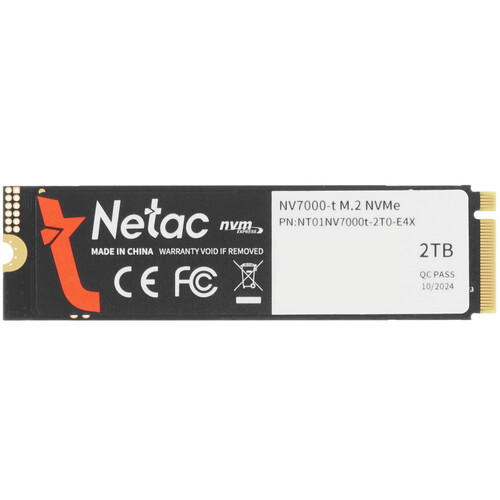 Netac
nvm
EXPRESS
MADE IN CHINA WARRANTY VOID IF REMOVED
CE FC
NV7000-t M.2 NVMe
PN:NT01NV7000t-2T0-E4X
2TB
QC PASS
10/2024